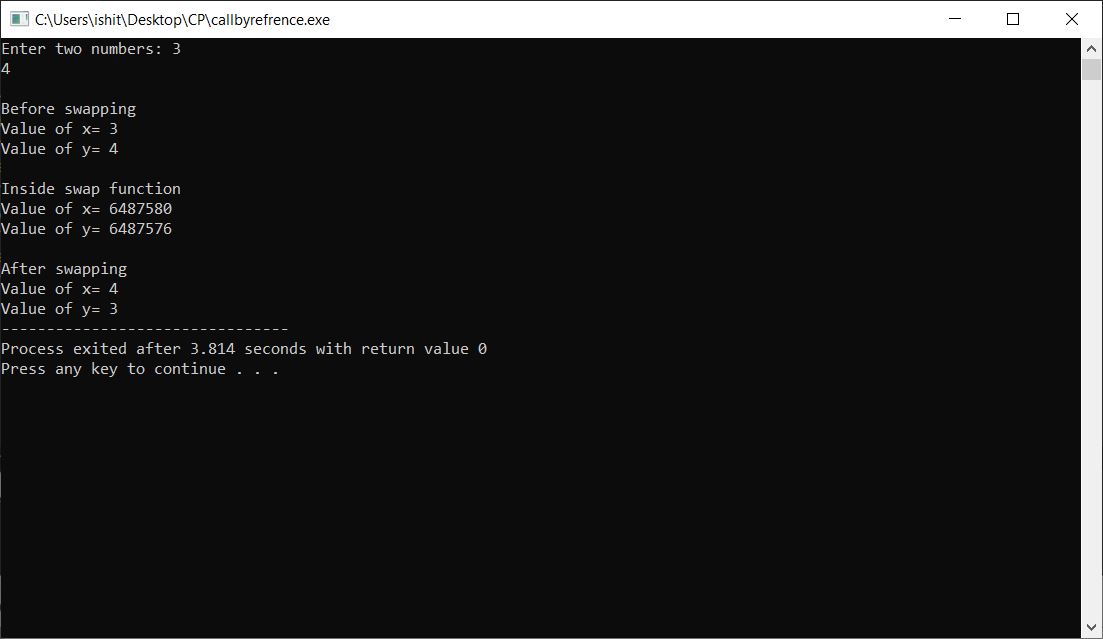 C:\Users\ishit\Desktop\CP\callbyrefrence.exe
Enter two numbers: 3
4
Before swapping
Value of x= 3
Value of y= 4
Inside swap function
Value of x= 6487580
Value of y= 6487576
After swapping
Value of x= 4
Value of y= 3
--------------------------------
Process exited after 3.814 seconds with return value 0
Press any key to continue . . .